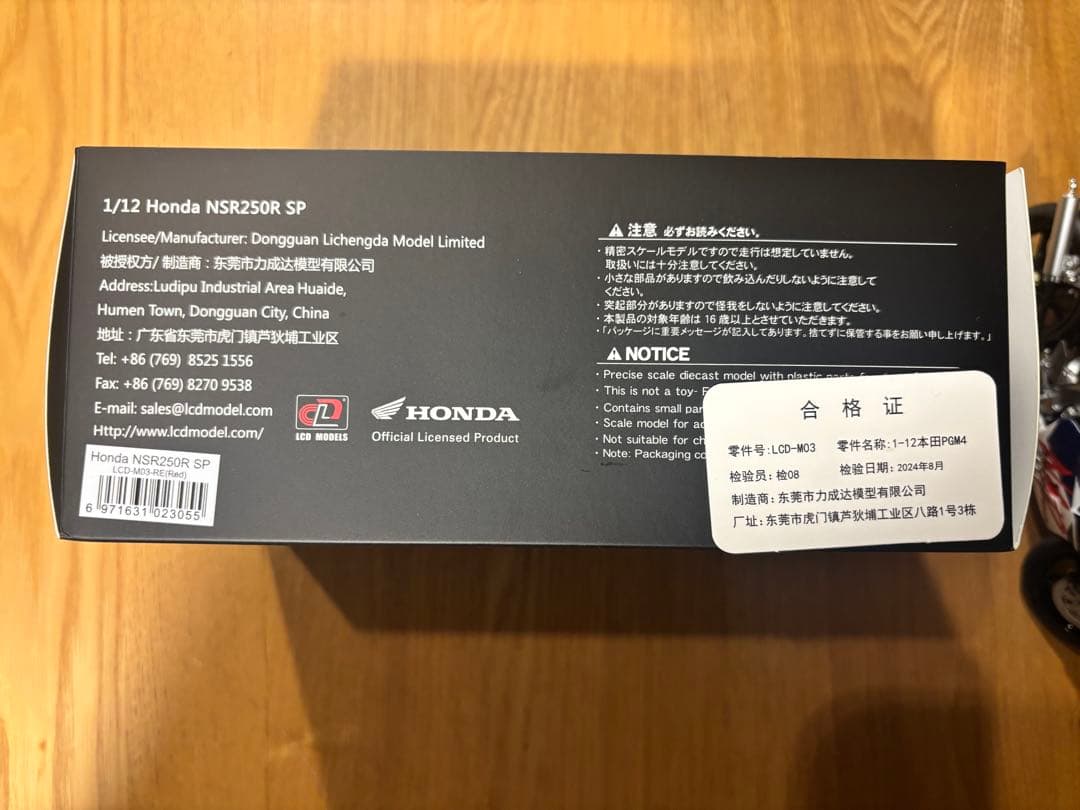 1/12 Honda NSR250R SP
Licensee/Manufacturer: Dongguan Lichengda Model Limited
被授权方/ 制造商：东莞市力成达模型有限公司
Address:Ludipu Industrial Area Huaide,
Humen Town, Dongguan City, China
地址：广东省东莞市虎门镇芦狄埔工业区
Tel: +86 (769) 8525 1556
Fax: +86 (769) 8270 9538
E-mail: sales@lcdmodel.com
Http://www.lcdmodel.com/
LCD MODELS
HONDA
Official Licensed Product
Honda NSR250R SP
LCD-M03-RE(Red)
6 971631 023055
注意 必ずお読みください。
・精密スケールモデルですので走行は想定していません。
取扱いには十分注意してください。
・小さな部品がありますので飲み込んだりしないように注意して
ください。
・突起部分がありますので怪我をしないように注意してください。
・本製品の対象年齢は 16 歳以上とさせていただきます。
・「パッケージに重要メッセージが記入してあります。捨てずに保管する事をお願い申し上げます。」
NOTICE
・Precise scale diecast model with plastic parts
・This is not a toy-
・Contains small par
・Scale model for ad
・Not suitable for ch
・Note: Packaging co
合格证
零件号:LCD-M03 零件名称:1-12本田PGM4
检验员: 检08 检验日期: 2024年8月
制造商: 东莞市力成达模型有限公司
厂址: 东莞市虎门镇芦狄埔工业区八路1号3栋